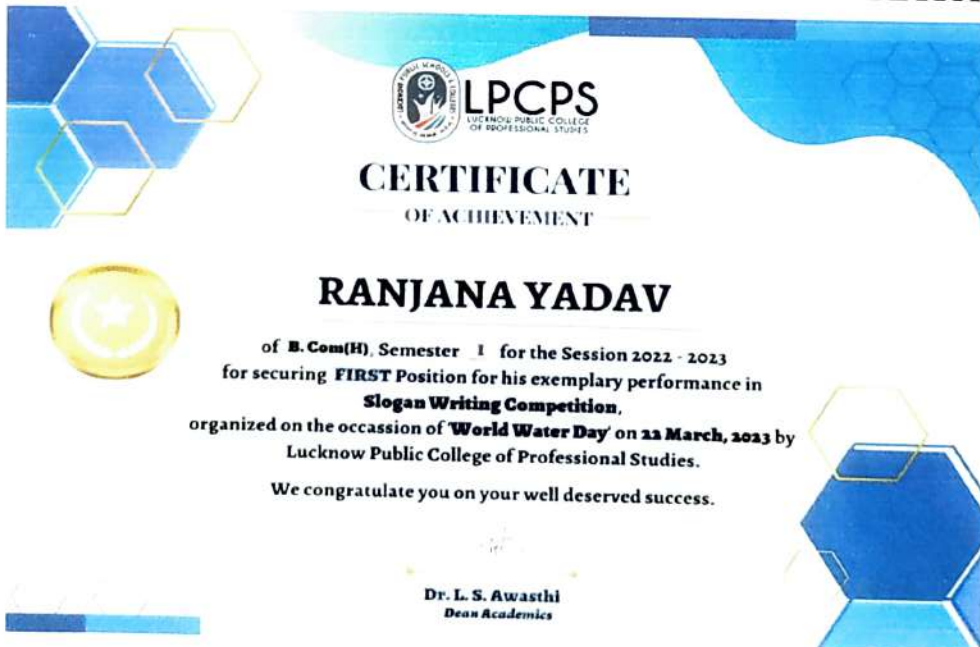 LPCPS
LUCKNOW PUBLIC COLLEGE
OF PROFESSIONAL STUDIES
CERTIFICATE
OF ACHIEVEMENT
RANJANA YADAV
of B.Com(H), Semester I for the Session 2022 - 2023
for securing FIRST Position for his exemplary performance in
Slogan Writing Competition,
organized on the occassion of 'World Water Day' on 22 March, 2023 by
Lucknow Public College of Professional Studies.
We congratulate you on your well deserved success.
Dr. L. S. Awasthi
Dean Academics